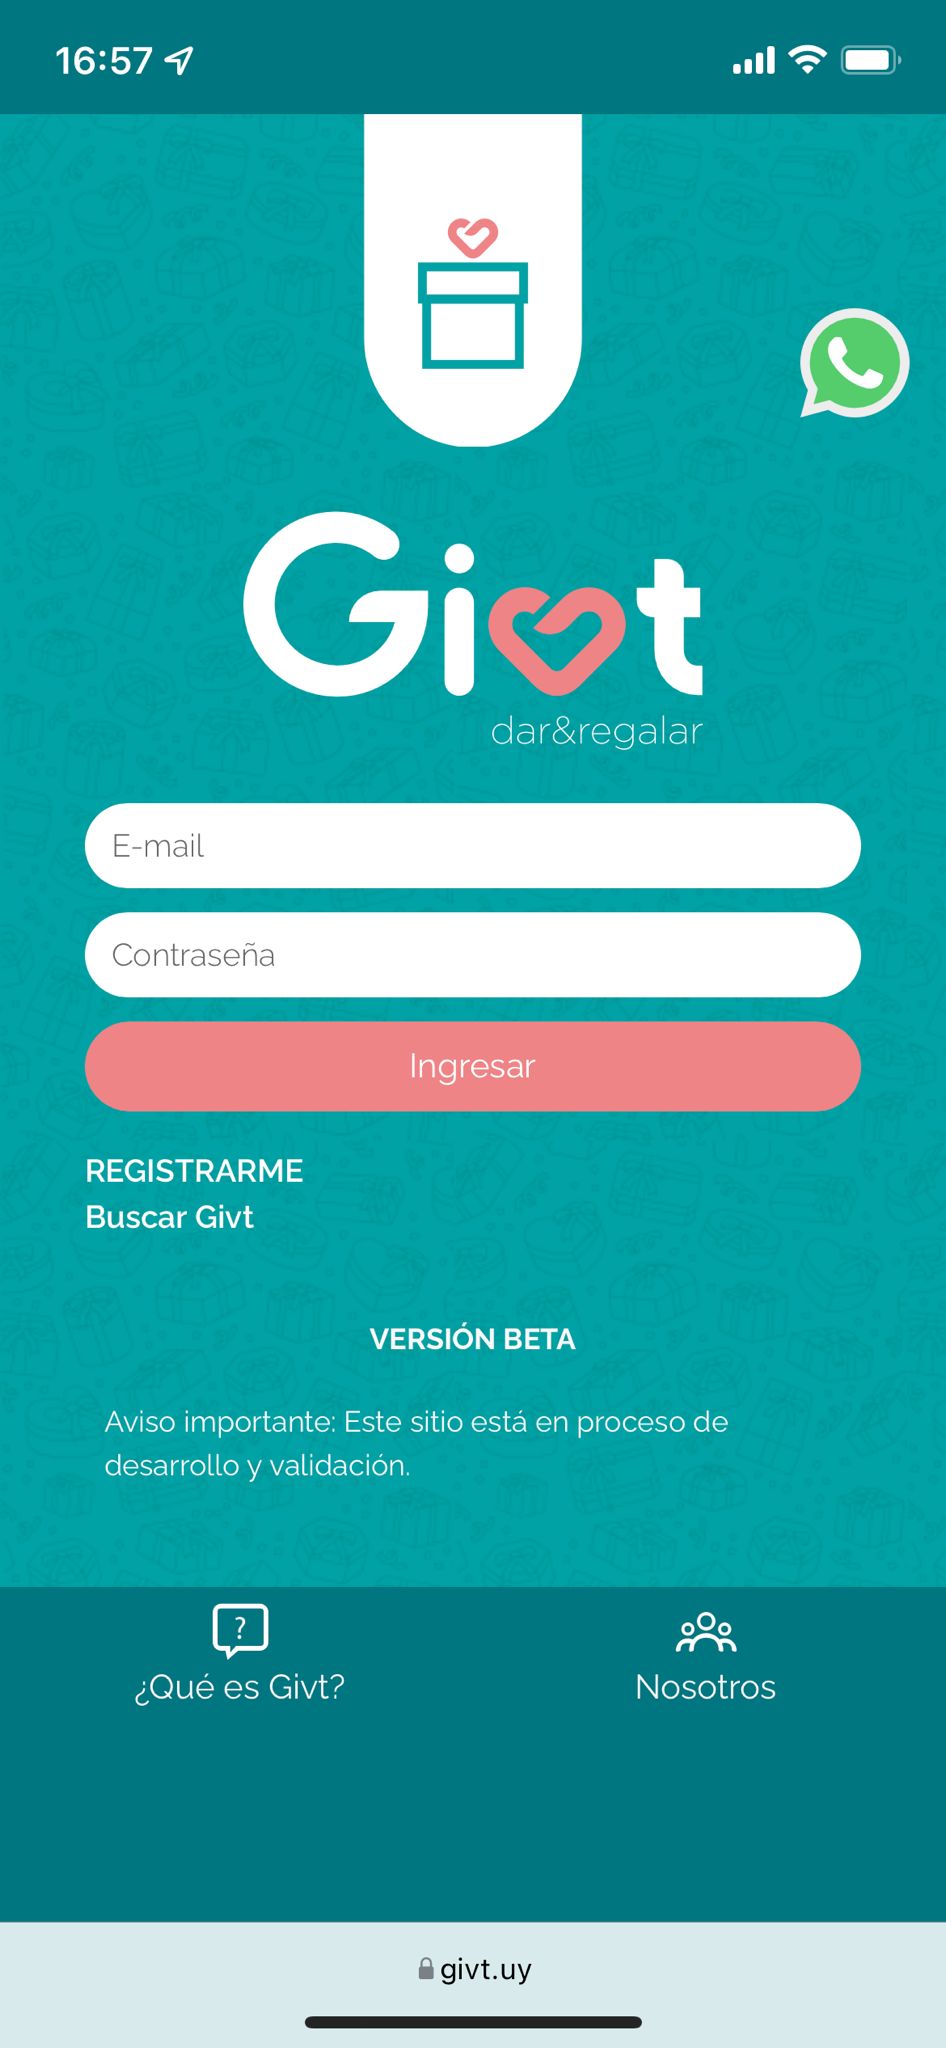 16:57
Givt
dar&regalar
E-mail
Contraseña
Ingresar
REGISTRARME
Buscar Givt
VERSIÓN BETA
Aviso importante: Este sitio está en proceso de
desarrollo y validación.
?
¿Qué es Givt?
Nosotros
givt.uy